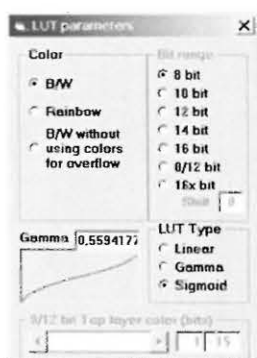 LUT parameters
Color
B/W
Rainbow
B/W without
using colors
for overflow
Bit range
8 bit
10 bit
12 bit
14 bit
16 bit
8/12 bit
16x bit
Shift 0
Gamma 0,5594177
LUT Type
Linear
Gamma
Sigmoid
8/12 bit Top layer color (bits)
1 15